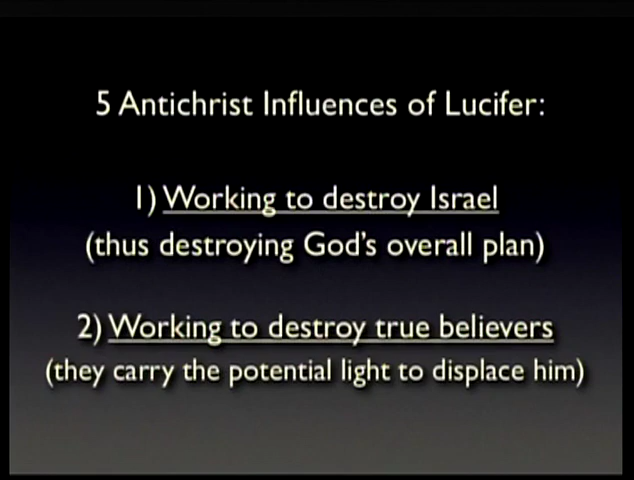 5 Antichrist Influences of Lucifer:
1) Working to destroy Israel
(thus destroying God's overall plan)
2) Working to destroy true believers
(they carry the potential light to displace him)